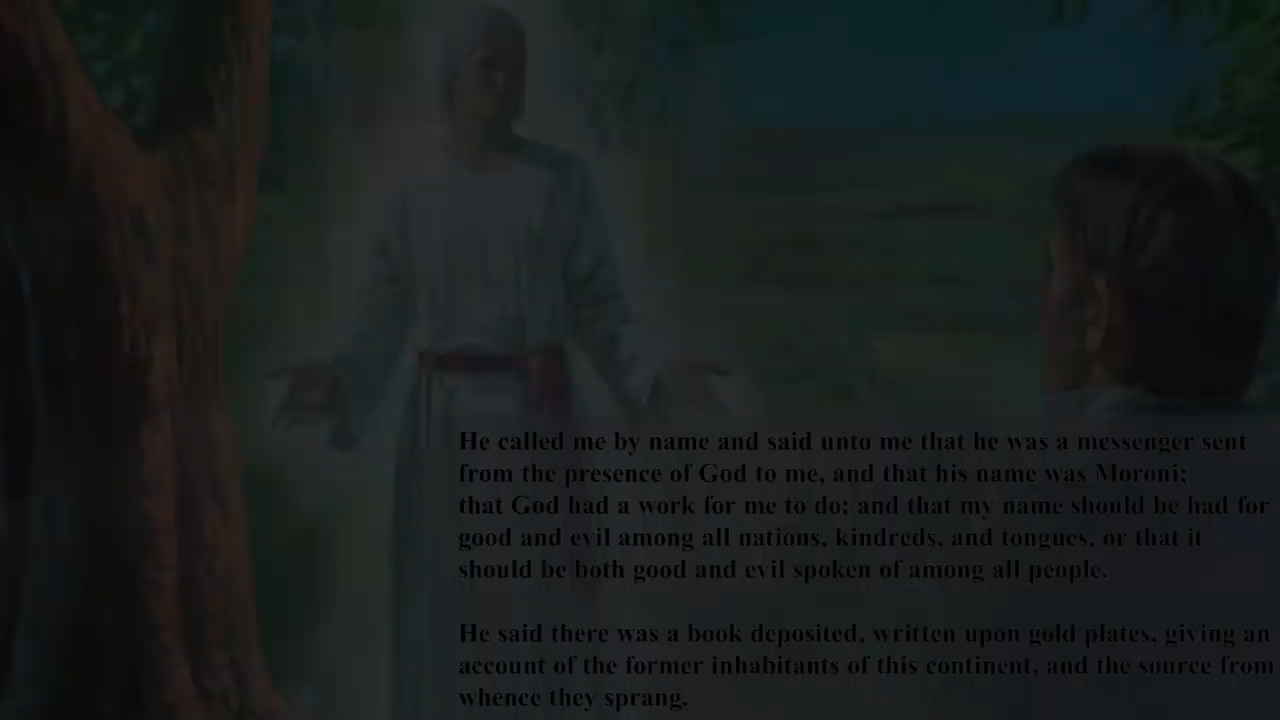 He called me by name and said unto me that he was a messenger sent
from the presence of God to me, and that his name was Moroni;
that God had a work for me to do; and that my name should be had for
good and evil among all nations, kindreds, and tongues, or that it
should be both good and evil spoken of among all people.
He said there was a book deposited, written upon gold plates, giving an
account of the former inhabitants of this continent, and the source from
whence they sprang.